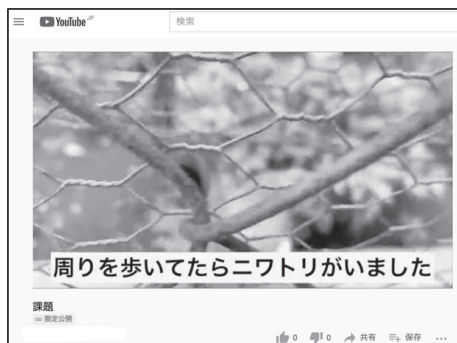 YouTube JP
検索
周りを歩いてたらニワトリがいました
課題
限定公開
0 0 共有 保存